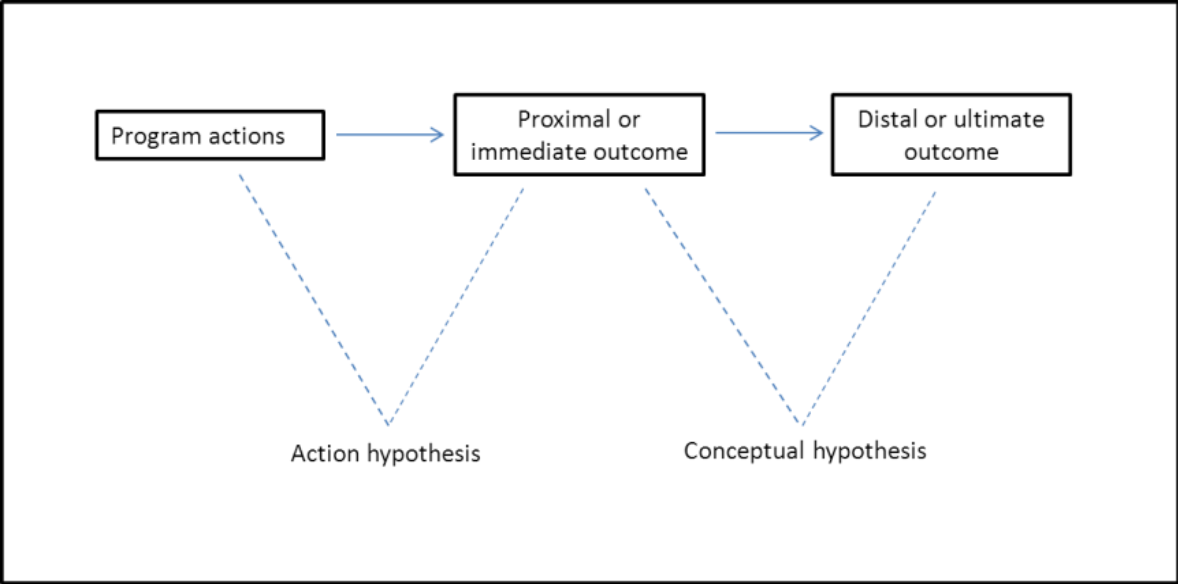 Program actions
Proximal or
immediate outcome
Distal or ultimate
outcome
Action hypothesis
Conceptual hypothesis